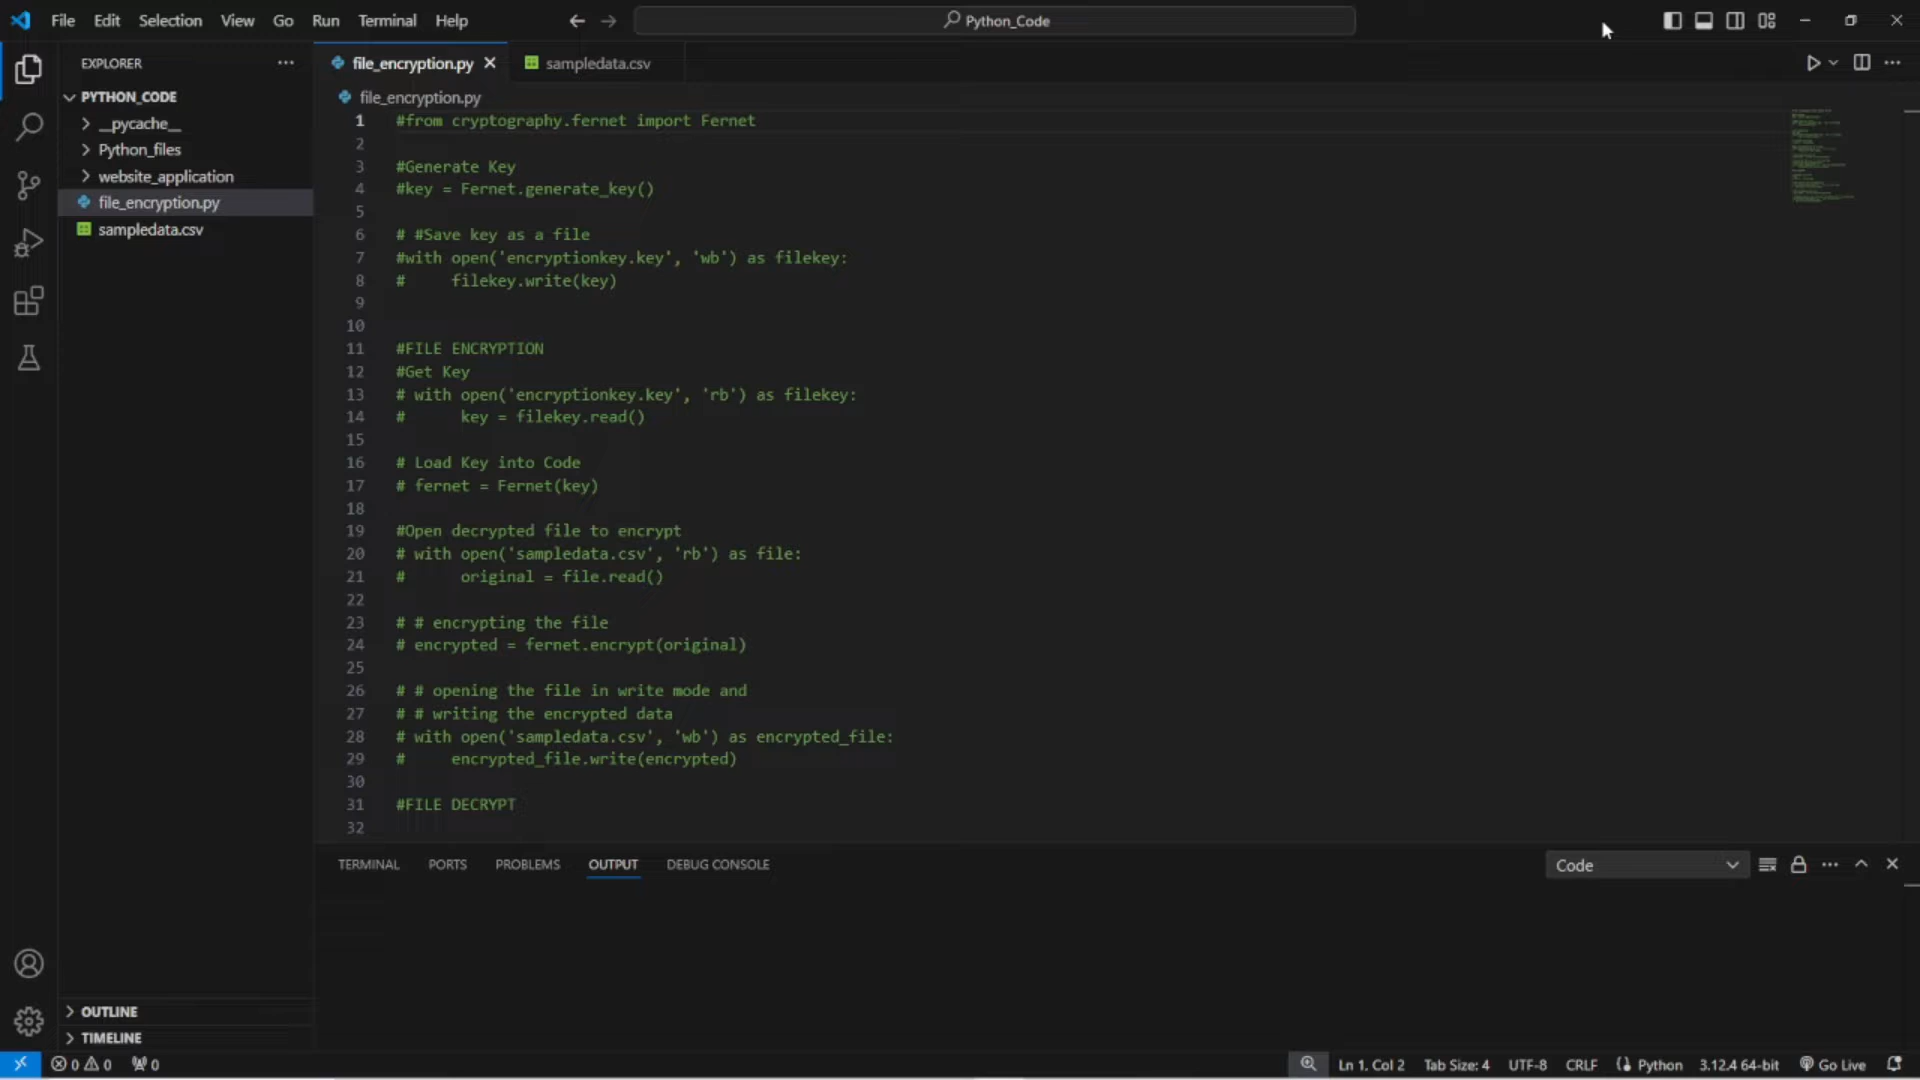 File Edit Selection View Go Run Terminal Help
Python_Code
EXPLORER
PYTHON_CODE
__pycache__
Python_files
website_application
file_encryption.py
sampledata.csv
file_encryption.py
sampledata.csv
file_encryption.py
1 #from cryptography.fernet import Fernet
2
3 #Generate Key
4 #key = Fernet.generate_key()
5
6 # #Save key as a file
7 #with open('encryptionkey.key', 'wb') as filekey:
8 #     filekey.write(key)
9
10
11 #FILE ENCRYPTION
12 #Get Key
13 # with open('encryptionkey.key', 'rb') as filekey:
14 #      key = filekey.read()
15
16 # Load Key into Code
17 # fernet = Fernet(key)
18
19 #Open decrypted file to encrypt
20 # with open('sampledata.csv', 'rb') as file:
21 #      original = file.read()
22
23 # # encrypting the file
24 # encrypted = fernet.encrypt(original)
25
26 # # opening the file in write mode and
27 # # writing the encrypted data
28 # with open('sampledata.csv', 'wb') as encrypted_file:
29 #     encrypted_file.write(encrypted)
30
31 #FILE DECRYPT
32
TERMINAL PORTS PROBLEMS OUTPUT DEBUG CONSOLE
Code
OUTLINE
TIMELINE
0 0 0
Ln 1, Col 2 Tab Size: 4 UTF-8 CRLF Python 3.12.4 64-bit Go Live